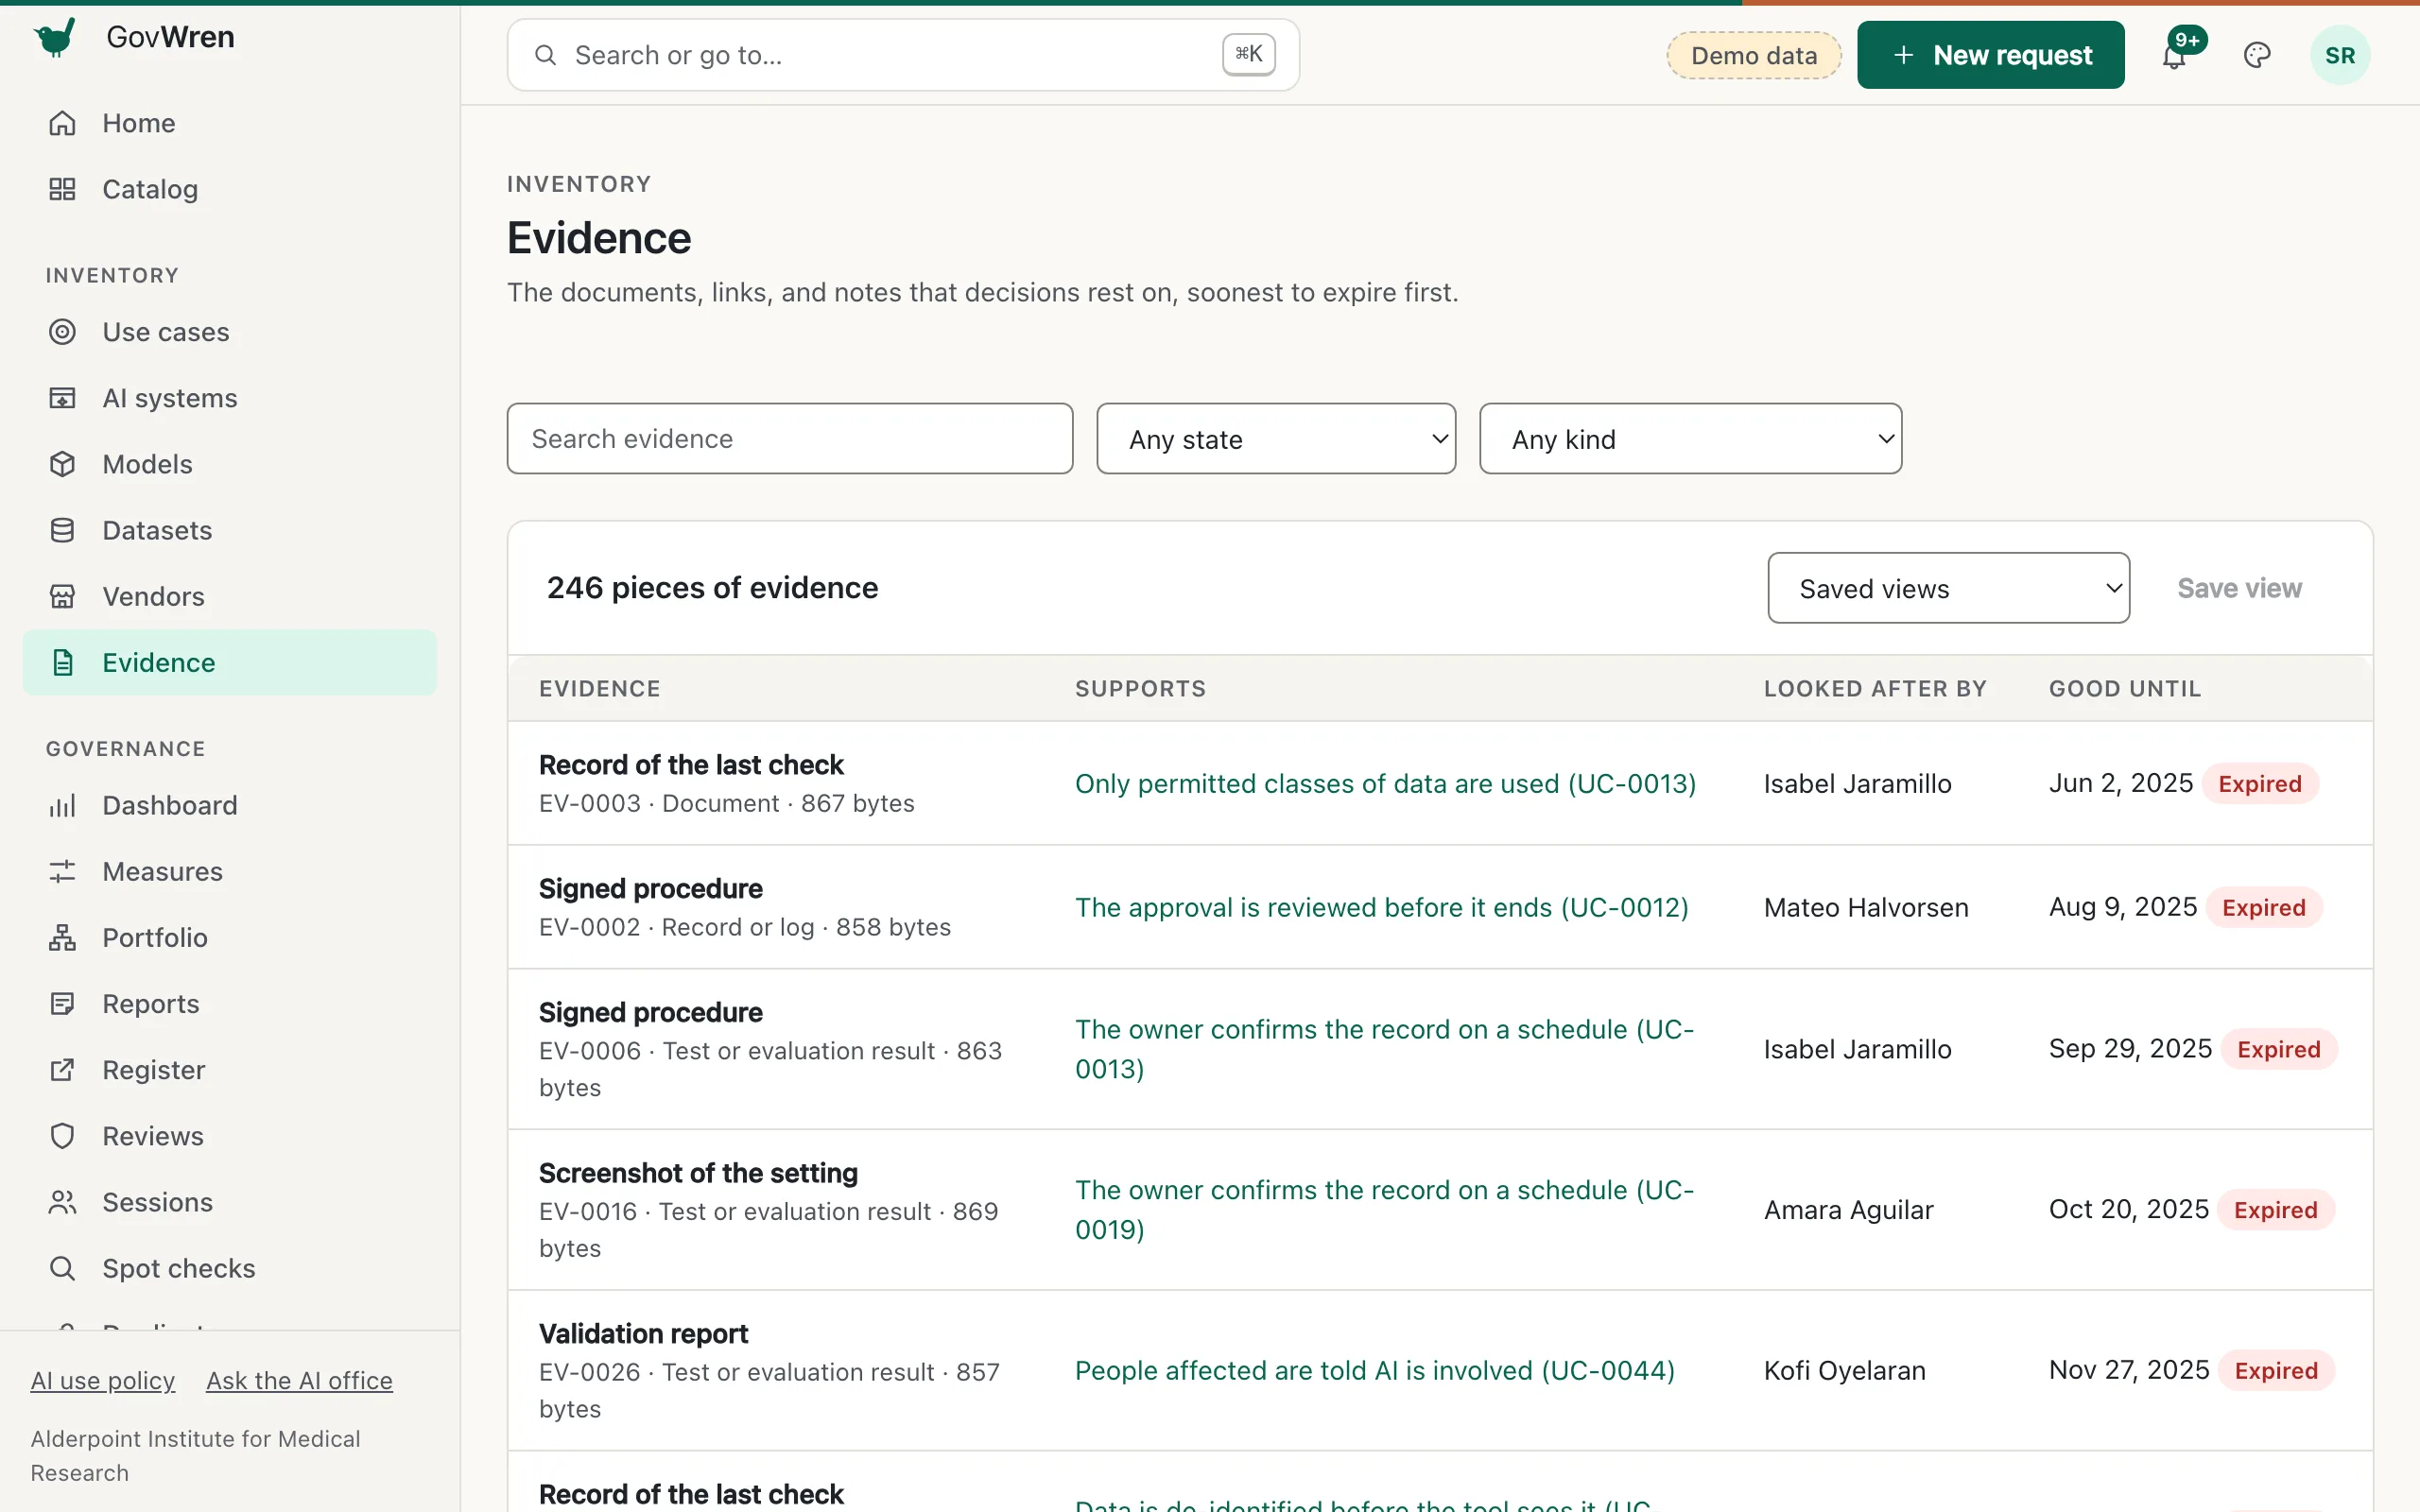 GovWren
Search or go to...
⌘K
Demo data
+ New request
9+
SR
Home
Catalog
INVENTORY
Use cases
AI systems
Models
Datasets
Vendors
Evidence
GOVERNANCE
Dashboard
Measures
Portfolio
Reports
Register
Reviews
Sessions
Spot checks
AI use policy
Ask the AI office
Alderpoint Institute for Medical
Research
INVENTORY
Evidence
The documents, links, and notes that decisions rest on, soonest to expire first.
Search evidence
Any state
Any kind
246 pieces of evidence
Saved views
Save view
EVIDENCE
SUPPORTS
LOOKED AFTER BY
GOOD UNTIL
Record of the last check
EV-0003 · Document · 867 bytes
Only permitted classes of data are used (UC-0013)
Isabel Jaramillo
Jun 2, 2025 Expired
Signed procedure
EV-0002 · Record or log · 858 bytes
The approval is reviewed before it ends (UC-0012)
Mateo Halvorsen
Aug 9, 2025 Expired
Signed procedure
EV-0006 · Test or evaluation result · 863
bytes
The owner confirms the record on a schedule (UC-
0013)
Isabel Jaramillo
Sep 29, 2025 Expired
Screenshot of the setting
EV-0016 · Test or evaluation result · 869
bytes
The owner confirms the record on a schedule (UC-
0019)
Amara Aguilar
Oct 20, 2025 Expired
Validation report
EV-0026 · Test or evaluation result · 857
bytes
People affected are told AI is involved (UC-0044)
Kofi Oyelaran
Nov 27, 2025 Expired
Record of the last check
Data is de-identified before the tool sees it (UC-